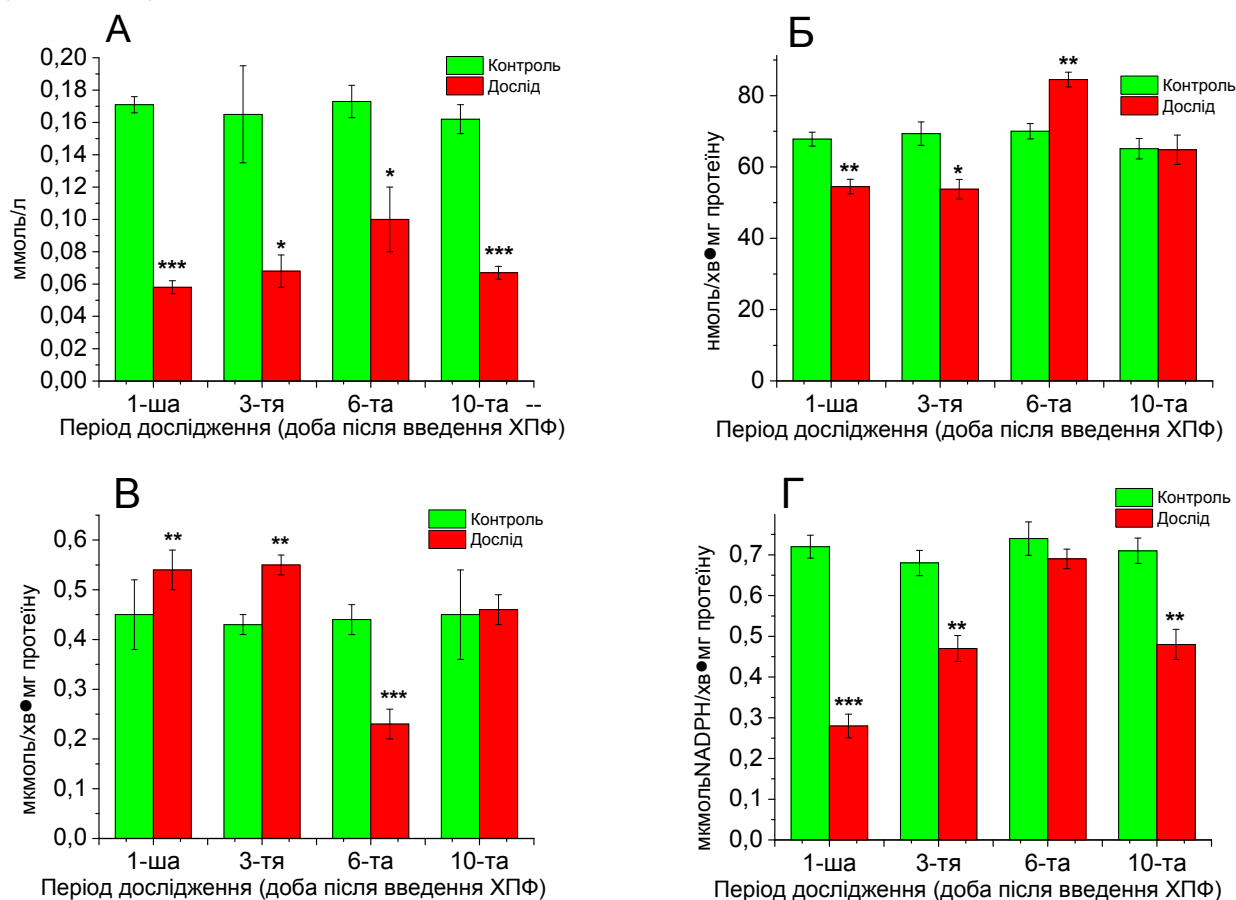 А
0,20
0,18
0,16
0,14
0,12
0,10
0,08
0,06
0,04
0,02
0,00
ммоль/л
Контроль
Дослід
***
*
*
***
1-ша 3-тя 6-та 10-та --
Період дослідження (доба після введення ХПФ)
Б
80
60
40
20
0
нмоль/хв●мг протеїну
Контроль
Дослід
**
*
**
1-ша 3-тя 6-та 10-та
Період дослідження (доба після введення ХПФ)
В
0,6
0,5
0,4
0,3
0,2
0,1
0,0
мкмоль/хв●мг протеїну
Контроль
Дослід
**
**
***
1-ша 3-тя 6-та 10-та
Період дослідження (доба після введення ХПФ)
Г
0,7
0,6
0,5
0,4
0,3
0,2
0,1
0,0
мкмольNADPH/хв●мг протеїну
Контроль
Дослід
***
**
**
1-ша 3-тя 6-та 10-та
Період дослідження (доба після введення ХПФ)